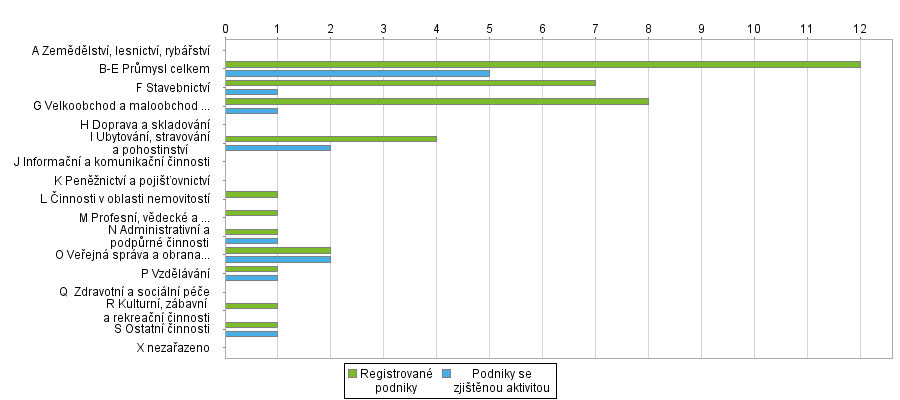 0 1 2 3 4 5 6 7 8 9 10 11 12
A Zemědělství, lesnictví, rybářství
B-E Průmysl celkem
F Stavebnictví
G Velkoobchod a maloobchod ...
H Doprava a skladování
I Ubytování, stravování
a pohostinství
J Informační a komunikační činnosti
K Peněžnictví a pojišťovnictví
L Činnosti v oblasti nemovitostí
M Profesní, vědecké a ...
N Administrativní a
podpůrné činnosti
O Veřejná správa a obrana...
P Vzdělávání
Q Zdravotní a sociální péče
R Kulturní, zábavní
a rekreační činnosti
S Ostatní činnosti
X nezařazeno
Registrované
podniky
Podniky se
zjištěnou aktivitou